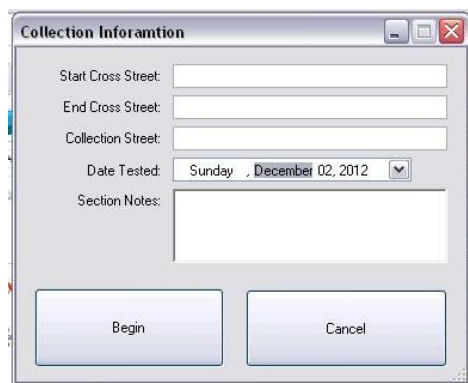 Collection Inforamtion
Start Cross Street:
End Cross Street:
Collection Street:
Date Tested: Sunday , December 02, 2012
Section Notes:
Begin Cancel